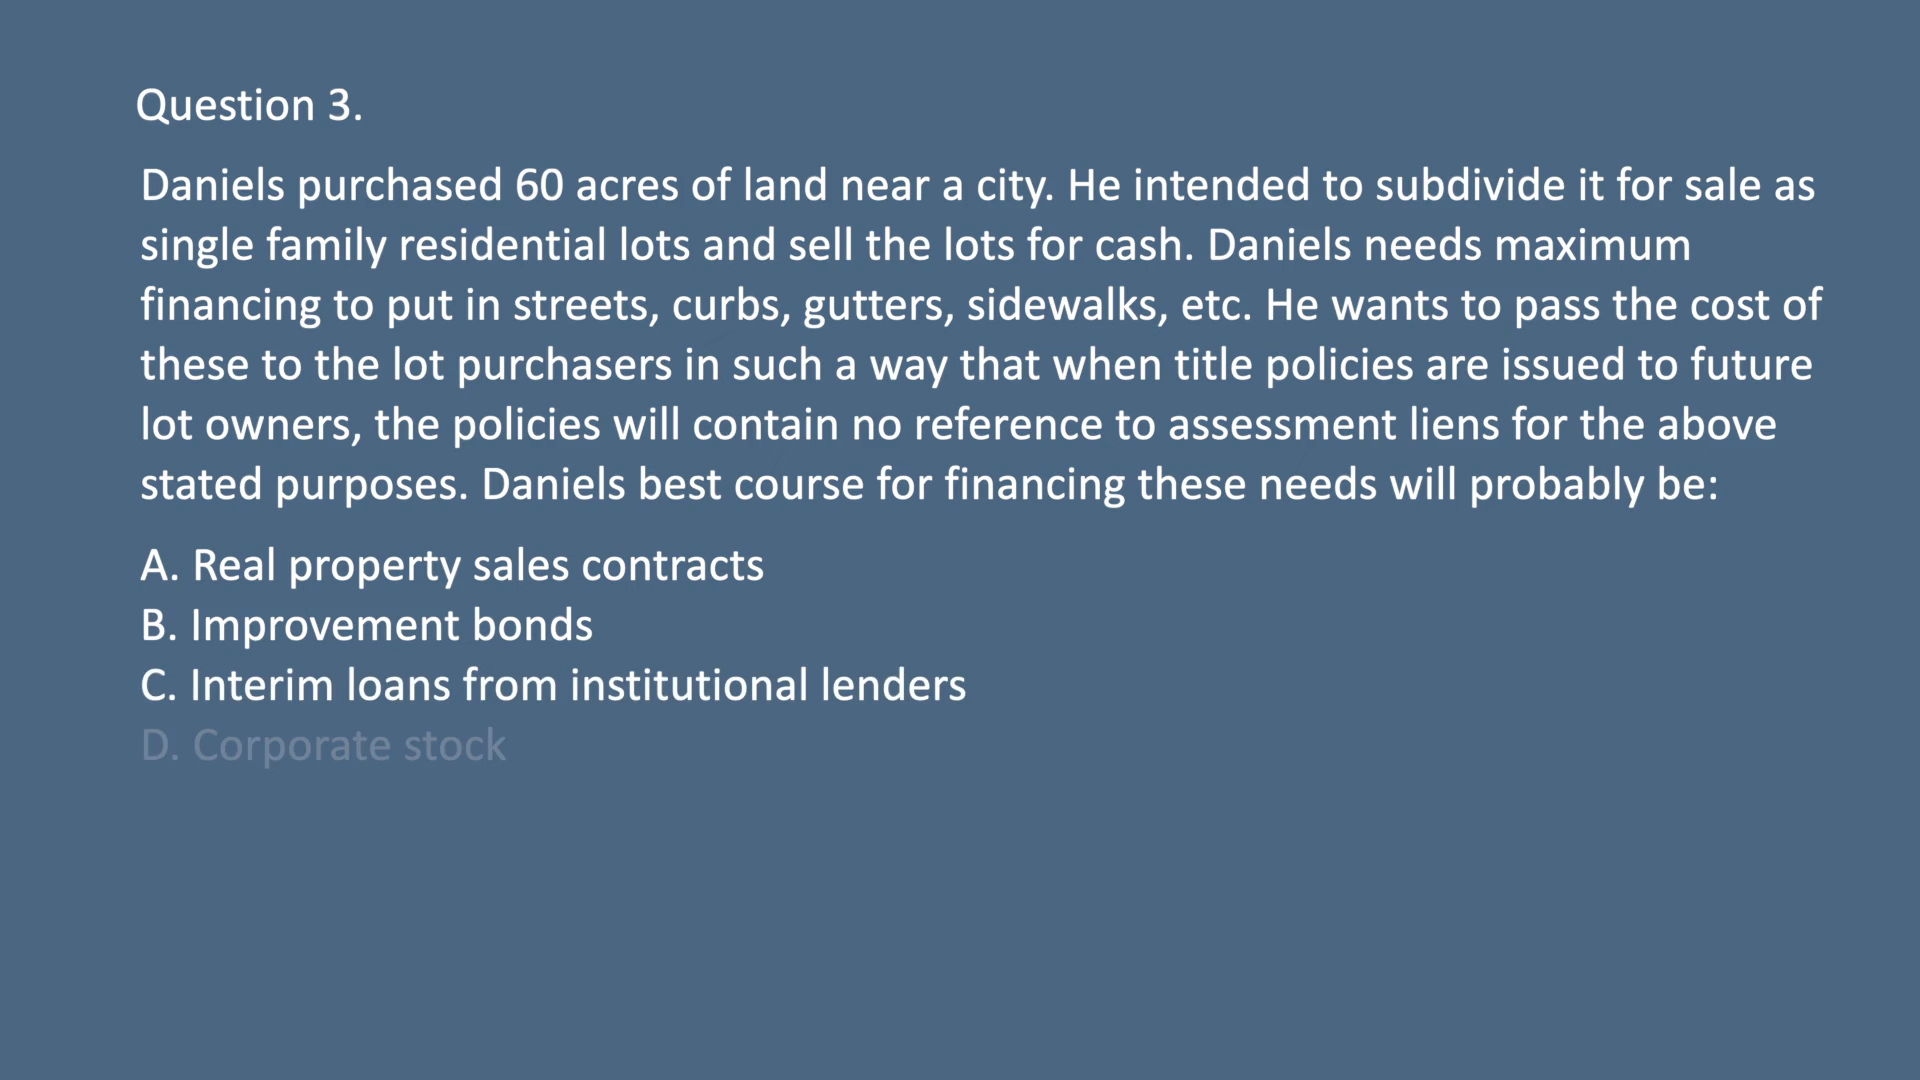 Question 3.
Daniels purchased 60 acres of land near a city. He intended to subdivide it for sale as
single family residential lots and sell the lots for cash. Daniels needs maximum
financing to put in streets, curbs, gutters, sidewalks, etc. He wants to pass the cost of
these to the lot purchasers in such a way that when title policies are issued to future
lot owners, the policies will contain no reference to assessment liens for the above
stated purposes. Daniels best course for financing these needs will probably be:
A. Real property sales contracts
B. Improvement bonds
C. Interim loans from institutional lenders
D. Corporate stock